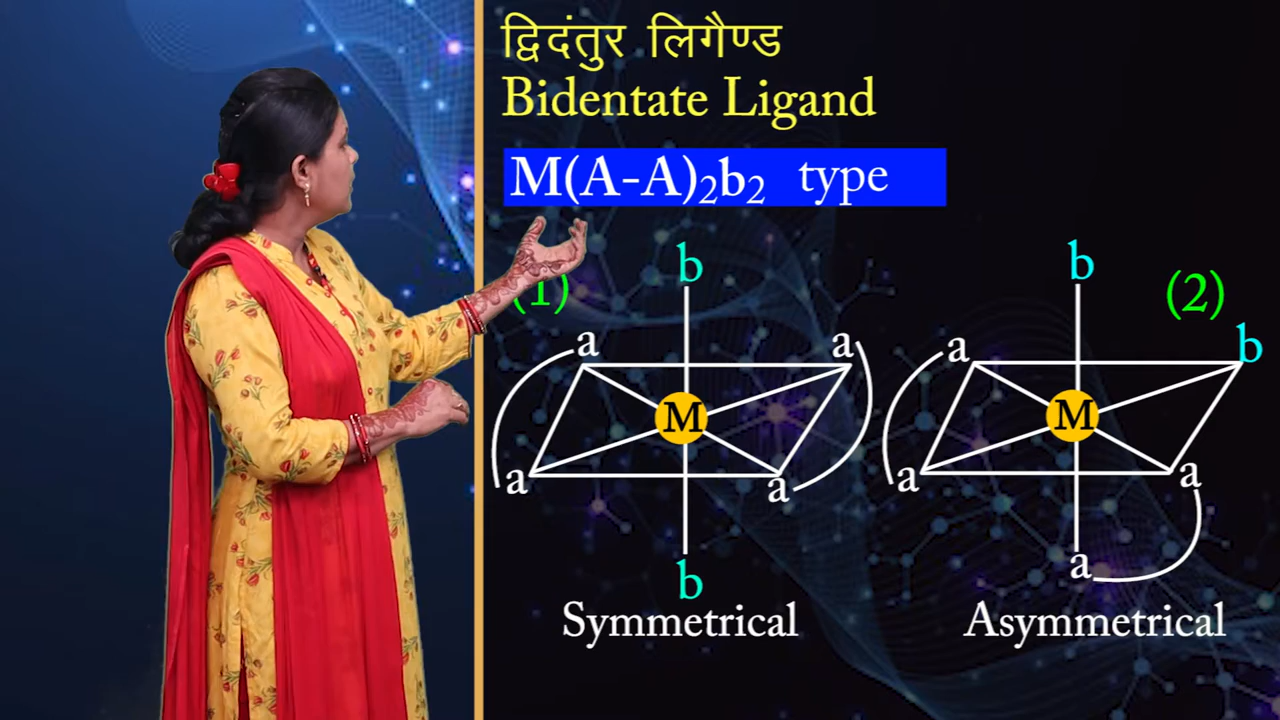 द्विदंतुर लिगैण्ड
Bidentate Ligand
M(A-A)₂b₂ type
b
(1)
a
a
M
a
a
b
Symmetrical
b
(2)
a
b
M
a
a
a
Asymmetrical